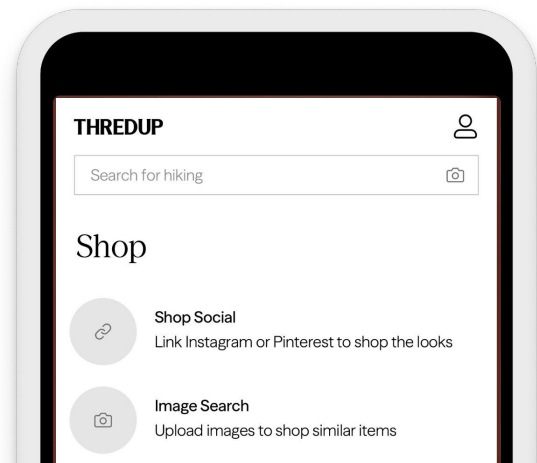 THREDUP
Search for hiking
Shop
Shop Social
Link Instagram or Pinterest to shop the looks
Image Search
Upload images to shop similar items